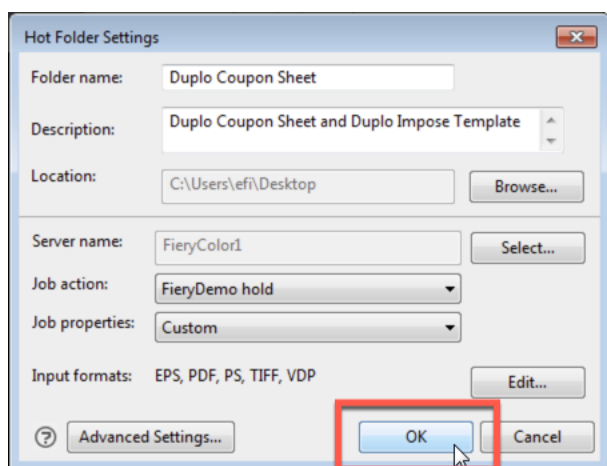 Hot Folder Settings
Folder name: Duplo Coupon Sheet
Description: Duplo Coupon Sheet and Duplo Impose Template
Location: C:\Users\efi\Desktop Browse...
Server name: FieryColor1 Select...
Job action: FieryDemo hold
Job properties: Custom
Input formats: EPS, PDF, PS, TIFF, VDP Edit...
? Advanced Settings... OK Cancel